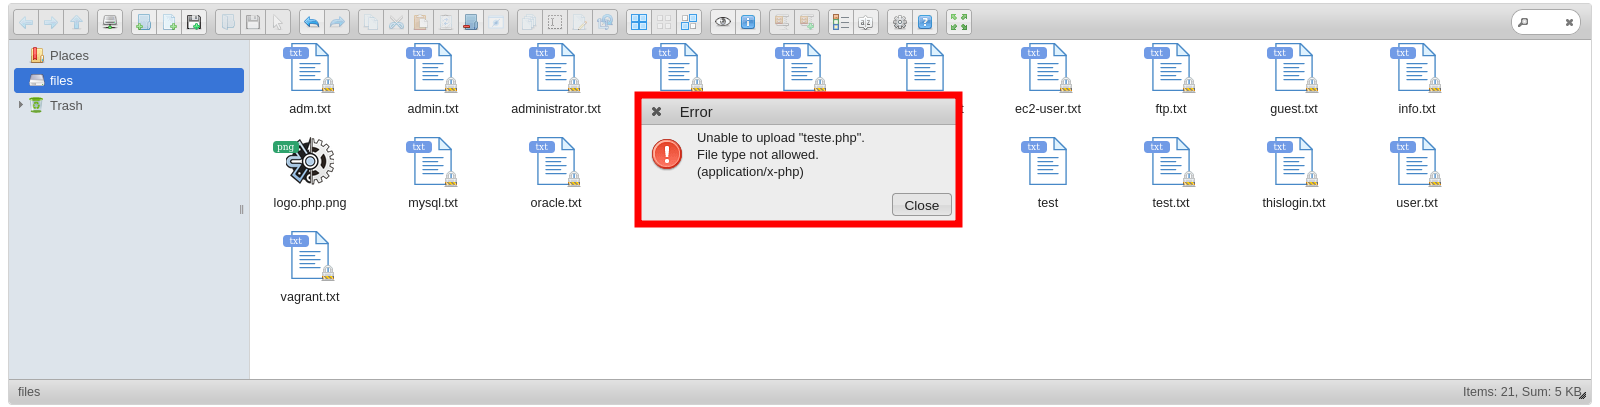 Places
files
Trash
txt txt txt txt txt txt txt txt txt txt
adm.txt admin.txt administrator.txt t ec2-user.txt ftp.txt guest.txt info.txt
Error
Unable to upload "teste.php".
File type not allowed.
(application/x-php)
Close
png txt txt txt txt txt txt
logo.php.png mysql.txt oracle.txt test test.txt thislogin.txt user.txt
txt
vagrant.txt
files
Items: 21, Sum: 5 KB